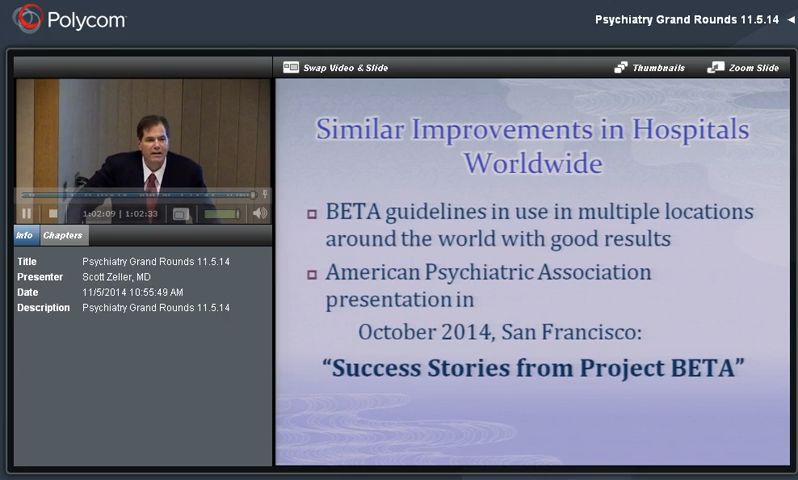 Polycom
Psychiatry Grand Rounds 11.5.14
Swap Video & Slide
Thumbnails
Zoom Slide
1:02:09 | 1:02:33
Info
Chapters
Title Psychiatry Grand Rounds 11.5.14
Presenter Scott Zeller, MD
Date 11/5/2014 10:55:49 AM
Description Psychiatry Grand Rounds 11.5.14
Similar Improvements in Hospitals
Worldwide
BETA guidelines in use in multiple locations
around the world with good results
American Psychiatric Association
presentation in
October 2014, San Francisco:
“Success Stories from Project BETA”